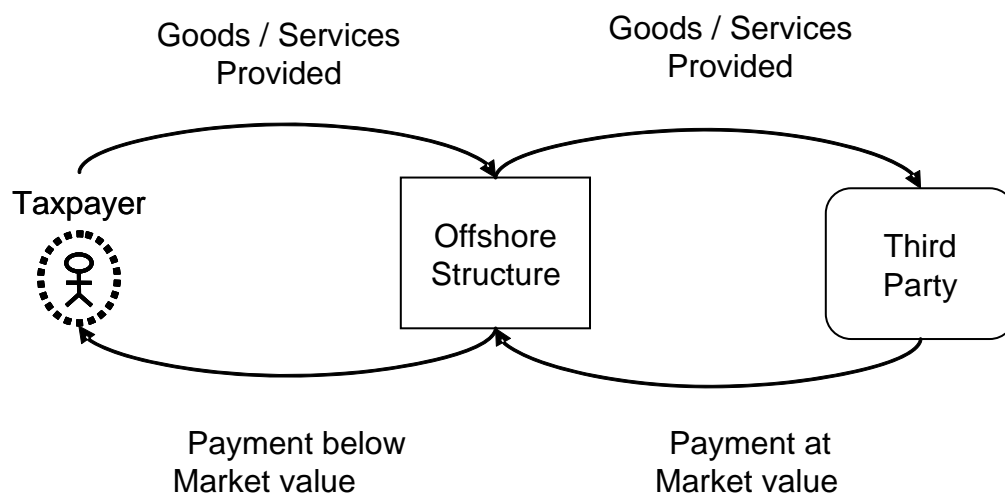 Goods / Services
Provided
Goods / Services
Provided
Taxpayer
Offshore
Structure
Third
Party
Payment below
Market value
Payment at
Market value